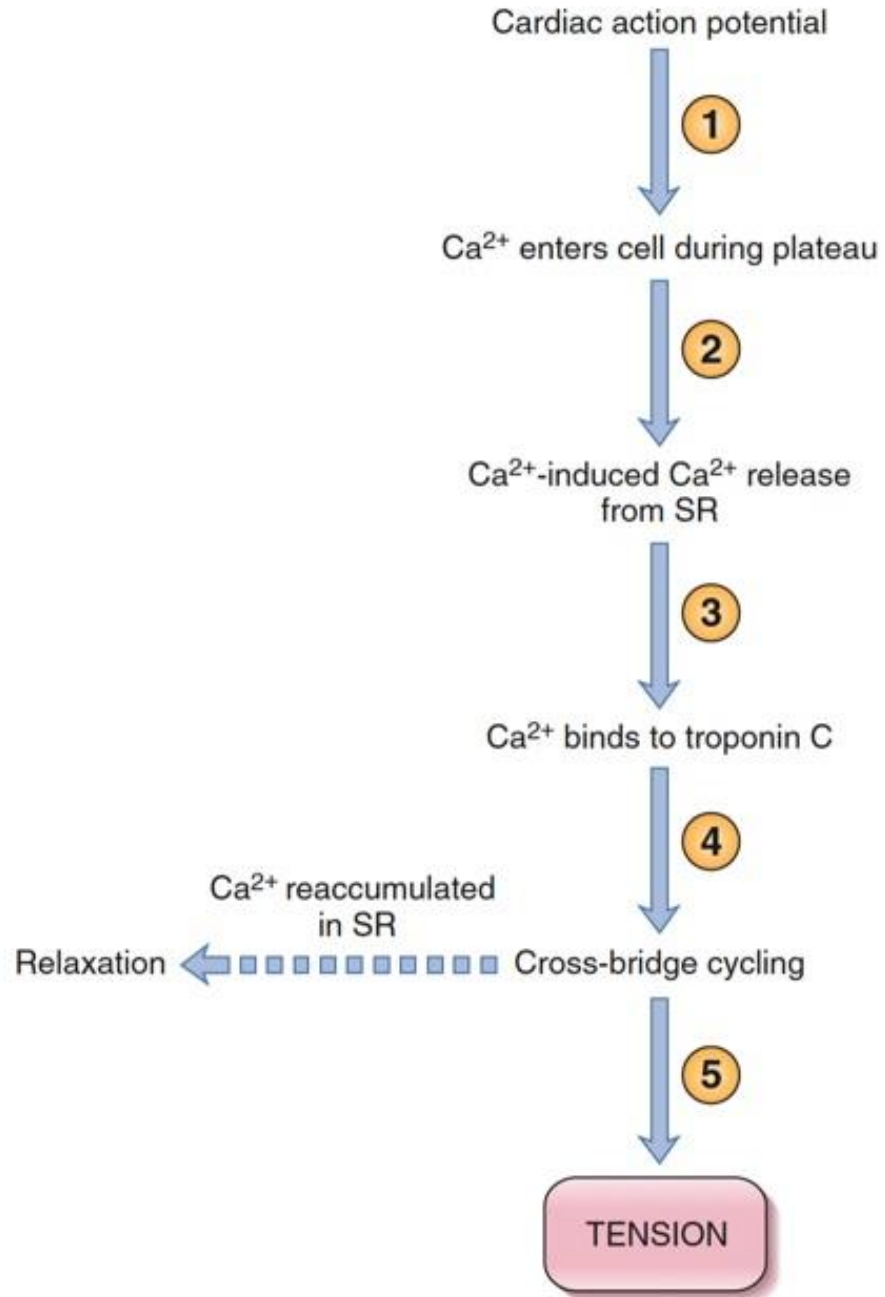 Cardiac action potential
1
Ca²⁺ enters cell during plateau
2
Ca²⁺-induced Ca²⁺ release
from SR
3
Ca²⁺ binds to troponin C
4
Ca²⁺ reaccumulated
in SR
Relaxation
Cross-bridge cycling
5
TENSION